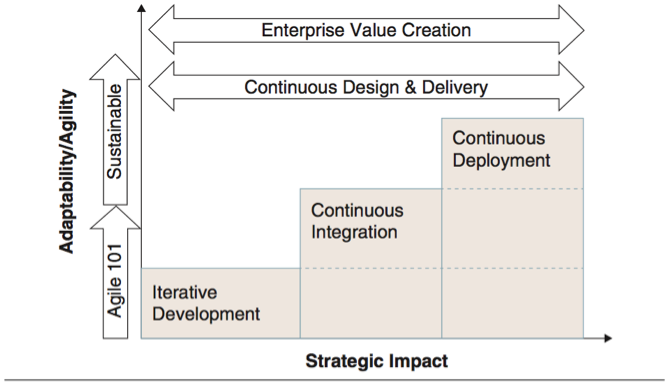 Enterprise Value Creation
Continuous Design & Delivery
Adaptability/Agility
Sustainable
Agile 101
Continuous
Deployment
Continuous
Integration
Iterative
Development
Strategic Impact